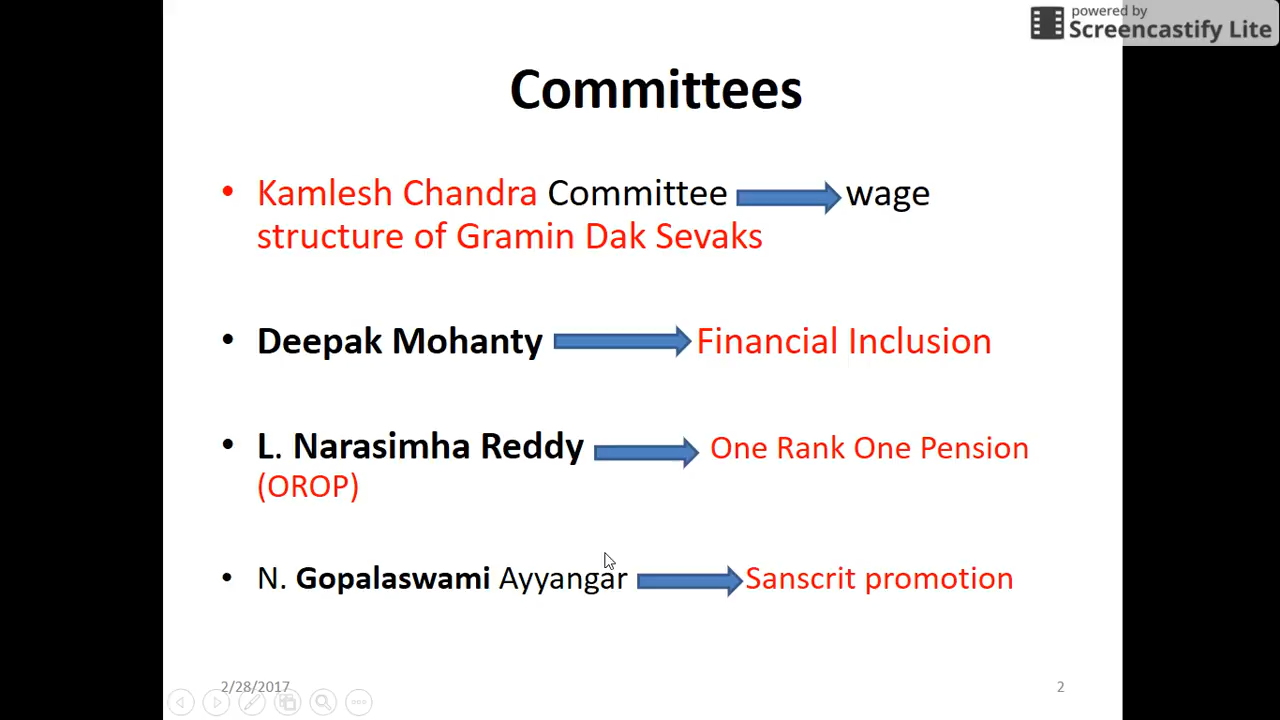 powered by
Screencastify Lite
Committees
• Kamlesh Chandra Committee wage
structure of Gramin Dak Sevaks
• Deepak Mohanty Financial Inclusion
• L. Narasimha Reddy One Rank One Pension
(OROP)
• N. Gopalaswami Ayyangar Sanscrit promotion
2/28/2017 2